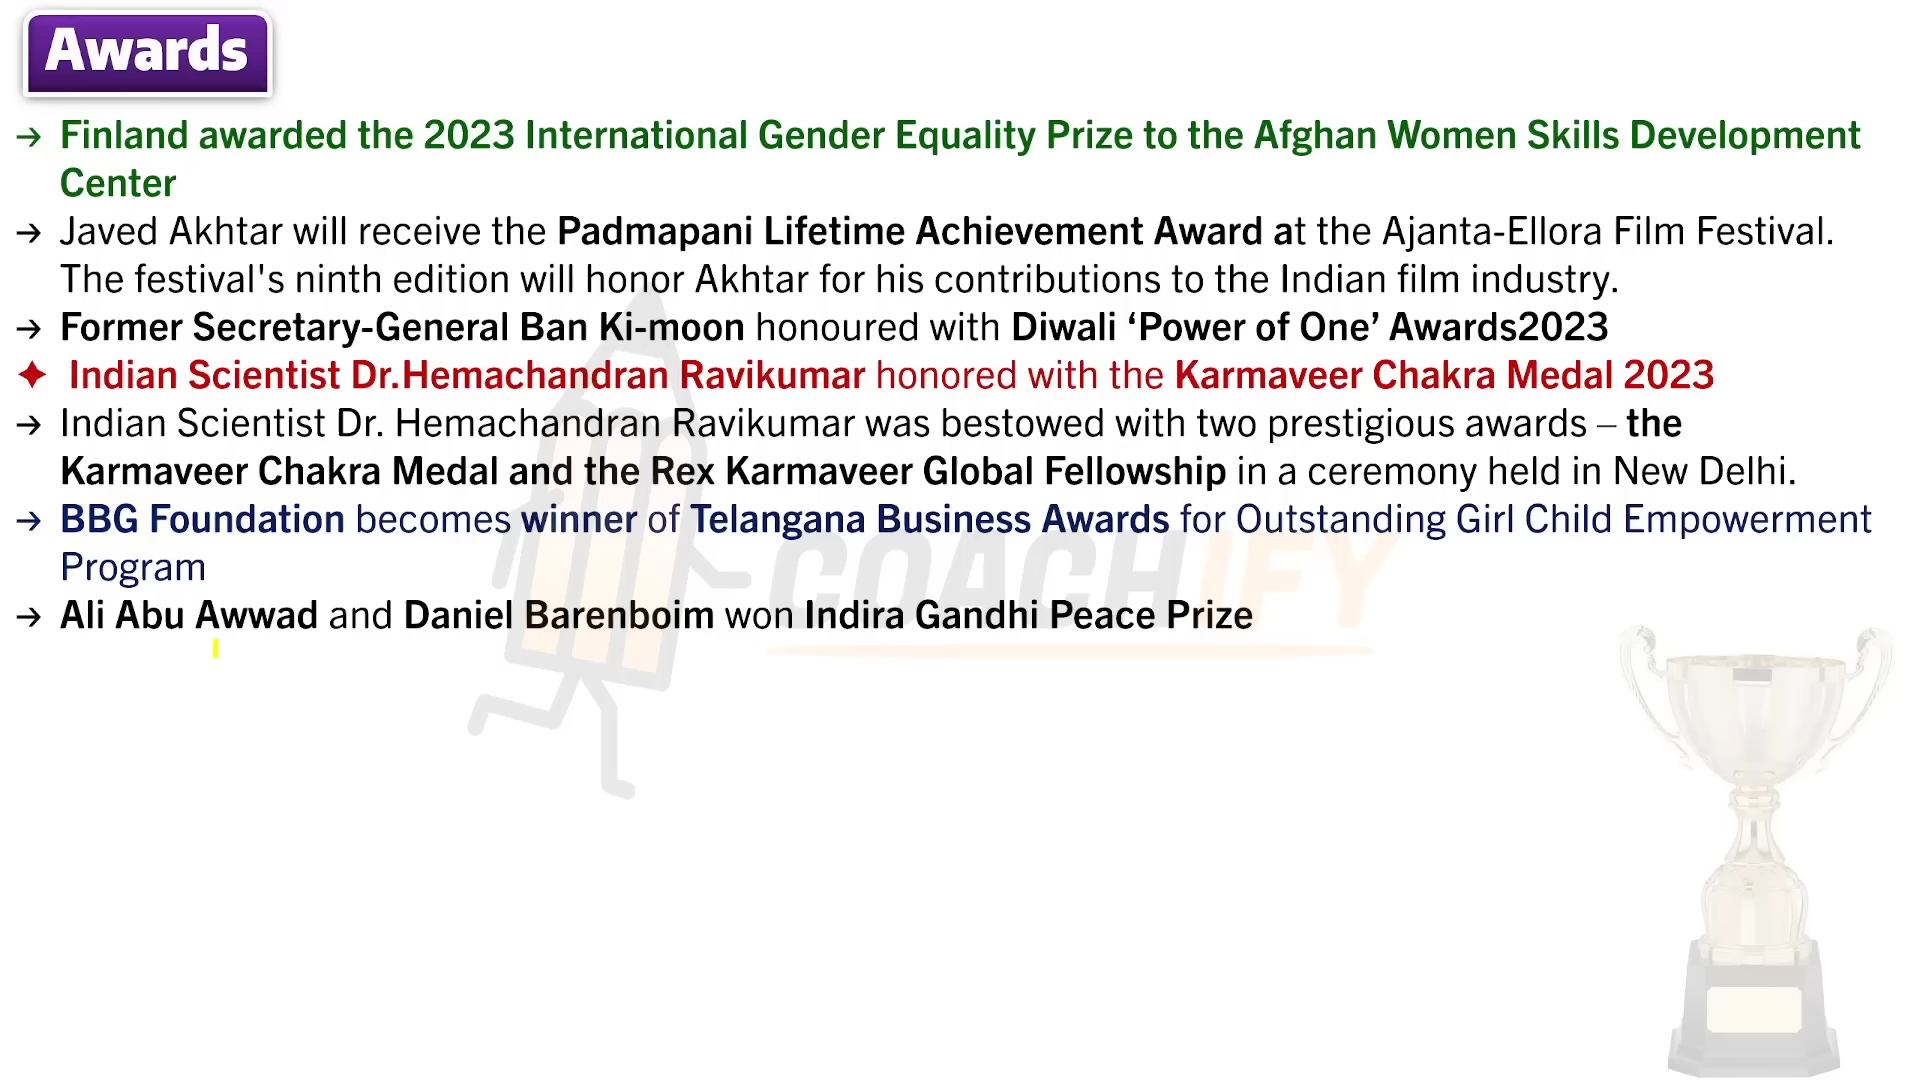 Awards
→ Finland awarded the 2023 International Gender Equality Prize to the Afghan Women Skills Development
Center
→ Javed Akhtar will receive the Padmapani Lifetime Achievement Award at the Ajanta-Ellora Film Festival.
The festival's ninth edition will honor Akhtar for his contributions to the Indian film industry.
→ Former Secretary-General Ban Ki-moon honoured with Diwali ‘Power of One’ Awards2023
✦ Indian Scientist Dr.Hemachandran Ravikumar honored with the Karmaveer Chakra Medal 2023
→ Indian Scientist Dr. Hemachandran Ravikumar was bestowed with two prestigious awards – the
Karmaveer Chakra Medal and the Rex Karmaveer Global Fellowship in a ceremony held in New Delhi.
→ BBG Foundation becomes winner of Telangana Business Awards for Outstanding Girl Child Empowerment
Program
COACHIFY
→ Ali Abu Awwad and Daniel Barenboim won Indira Gandhi Peace Prize